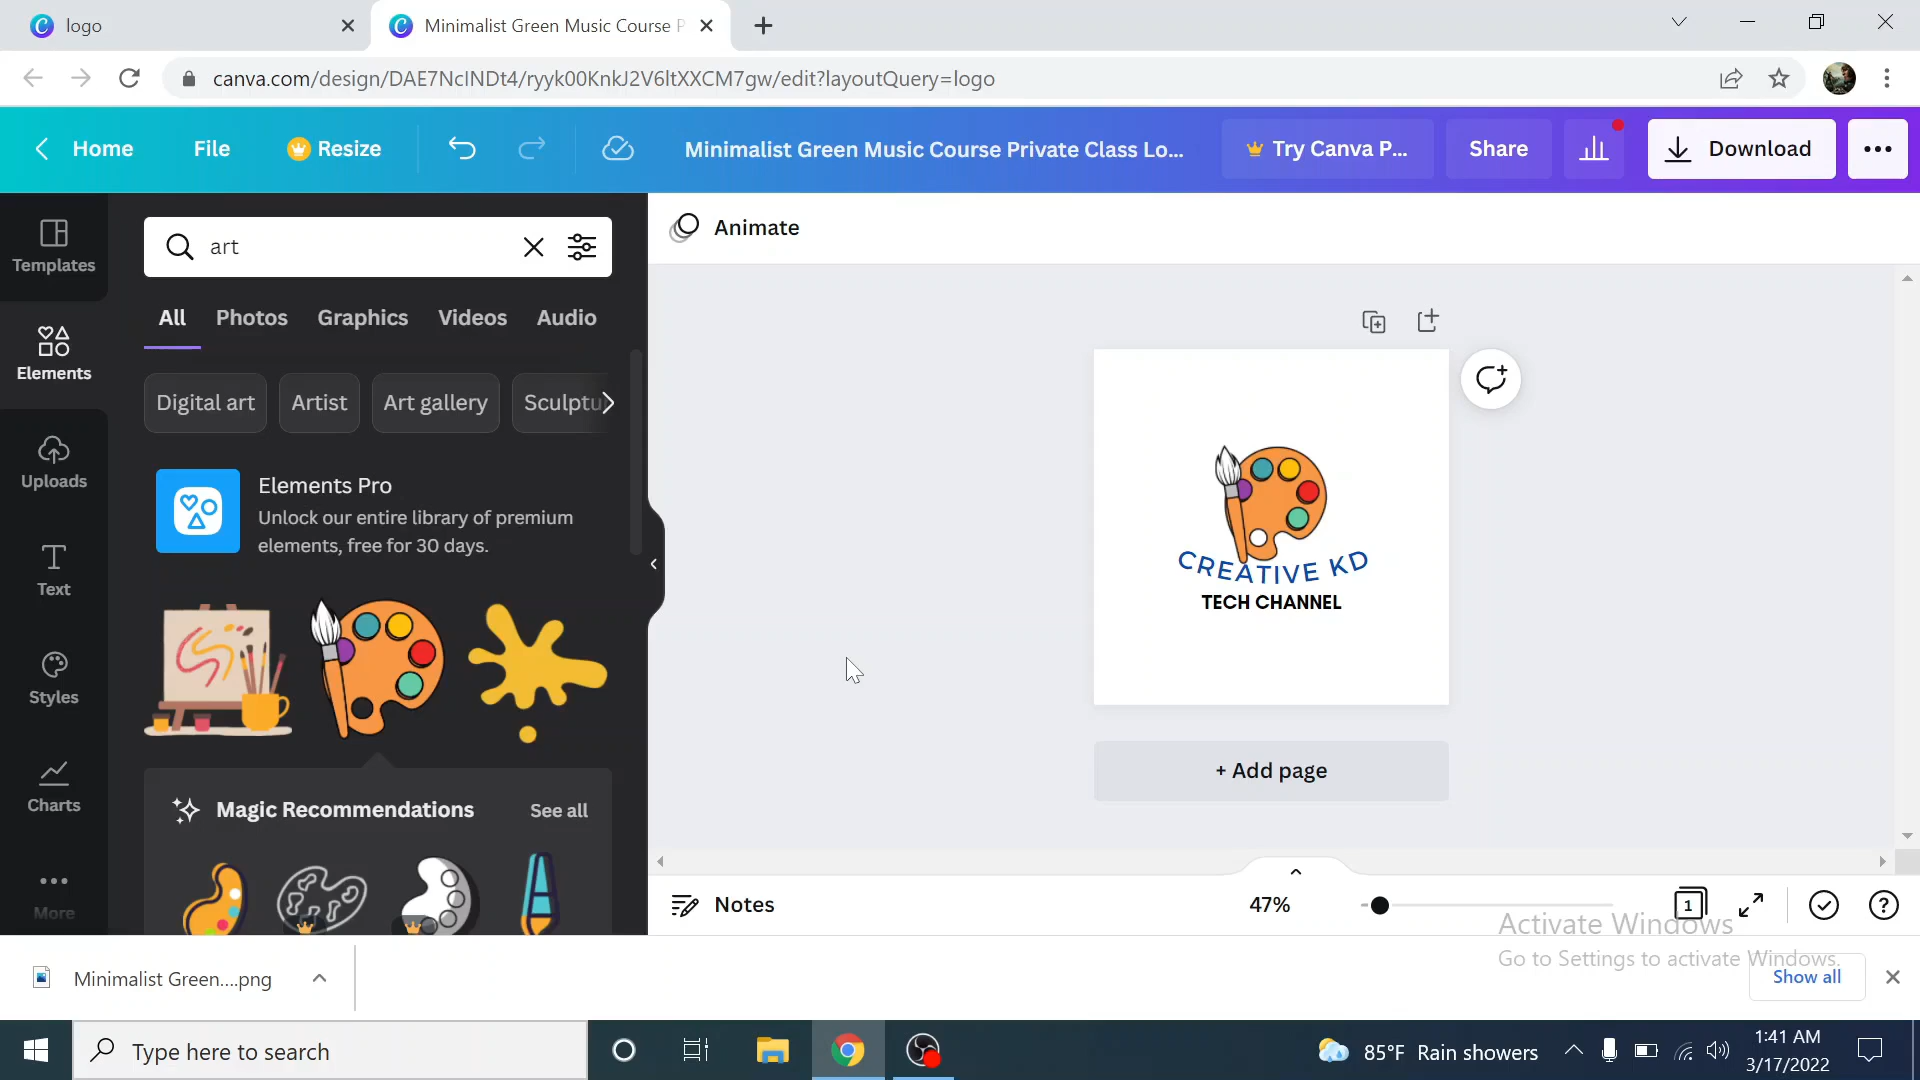 logo
Minimalist Green Music Course P
canva.com/design/DAE7NclNDt4/ryyk00KnkJ2V6ltXXCM7gw/edit?layoutQuery=logo
Home
File
Resize
Minimalist Green Music Course Private Class Lo...
Try Canva P...
Share
Download
Templates
Elements
Uploads
Text
Styles
Charts
More
art
All
Photos
Graphics
Videos
Audio
Digital art
Artist
Art gallery
Sculptu
Elements Pro
Unlock our entire library of premium
elements, free for 30 days.
Magic Recommendations
See all
Animate
CREATIVE KD
TECH CHANNEL
+ Add page
Notes
47%
1
Activate Windows
Go to Settings to activate Windows.
Minimalist Green....png
Show all
Type here to search
85°F Rain showers
1:41 AM
3/17/2022